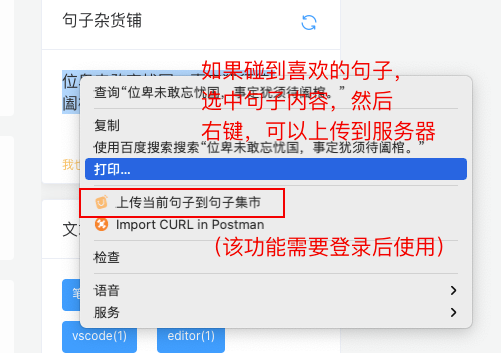 句子杂货铺
如果碰到喜欢的句子，
选中句子内容，然后
右键，可以上传到服务器
查询“位卑未敢忘忧国，事定犹须待阖棺。”
阖棺
复制
使用百度搜索搜索“位卑未敢忘忧国，事定犹须待阖棺。”
我也
打印...
上传当前句子到句子集市
Import CURL in Postman
（该功能需要登录后使用）
检查
语音
服务
vscode(1)
editor(1)